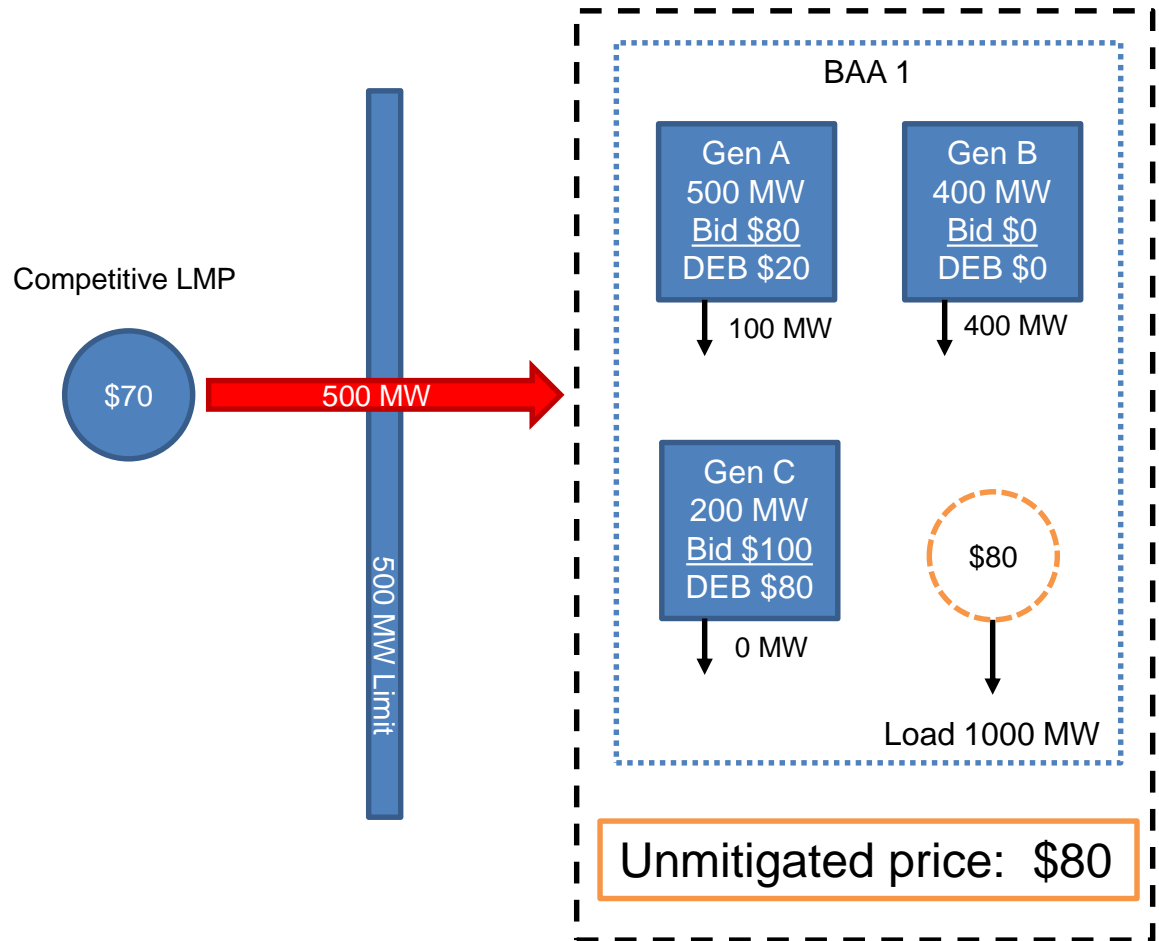 BAA 1
Gen A
500 MW
Bid $80
DEB $20
100 MW
Gen B
400 MW
Bid $0
DEB $0
400 MW
Competitive LMP
$70
500 MW
500 MW Limit
Gen C
200 MW
Bid $100
DEB $80
0 MW
$80
Load 1000 MW
Unmitigated price: $80